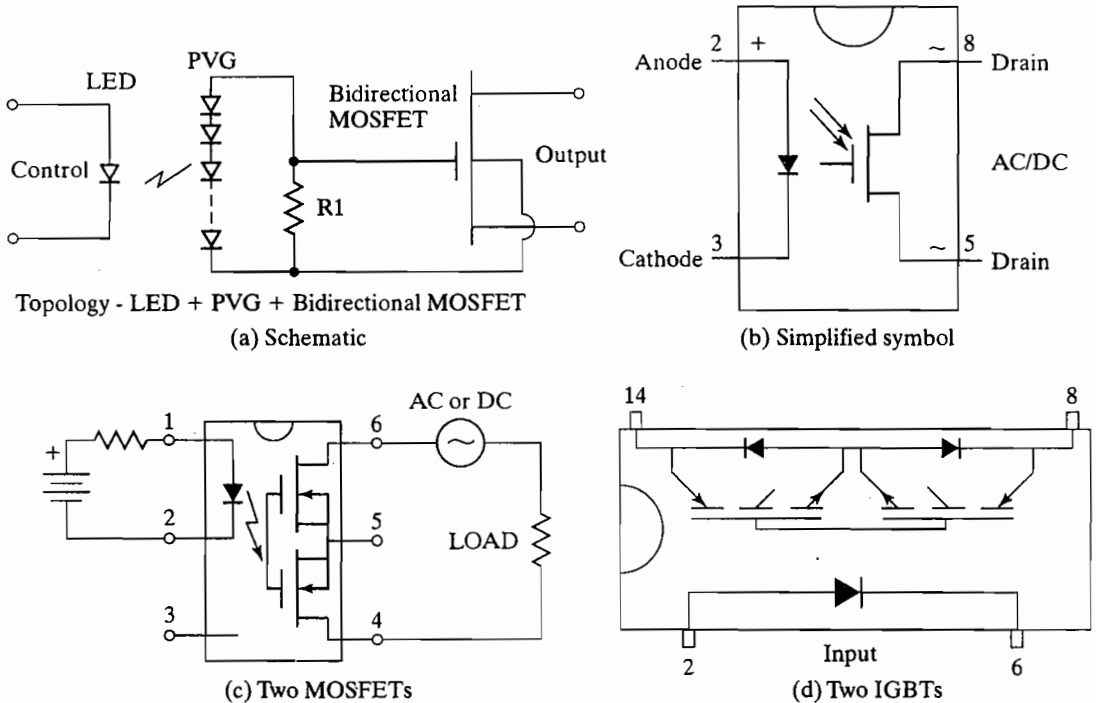 LED
PVG
Control
R1
Bidirectional
MOSFET
Output
Topology - LED + PVG + Bidirectional MOSFET
(a) Schematic
2
+
~
8
Anode
Drain
AC/DC
3
~
5
Cathode
Drain
(b) Simplified symbol
AC or DC
+
1
6
2
5
LOAD
3
4
(c) Two MOSFETs
14
8
2
Input
6
(d) Two IGBTs